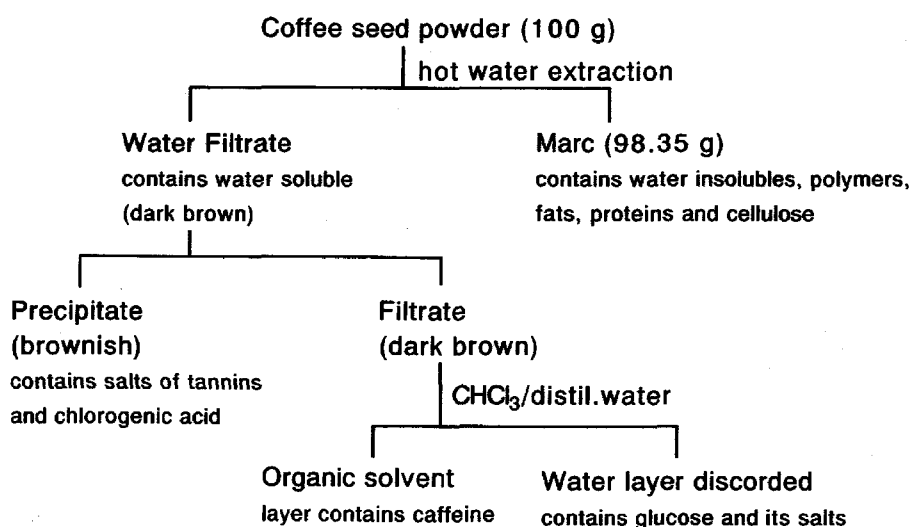 Coffee seed powder (100 g)
hot water extraction
Water Filtrate
contains water soluble
(dark brown)
Marc (98.35 g)
contains water insolubles, polymers,
fats, proteins and cellulose
Precipitate
(brownish)
contains salts of tannins
and chlorogenic acid
Filtrate
(dark brown)
CHCl₃/distil.water
Organic solvent
layer contains caffeine
Water layer discorded
contains glucose and its salts